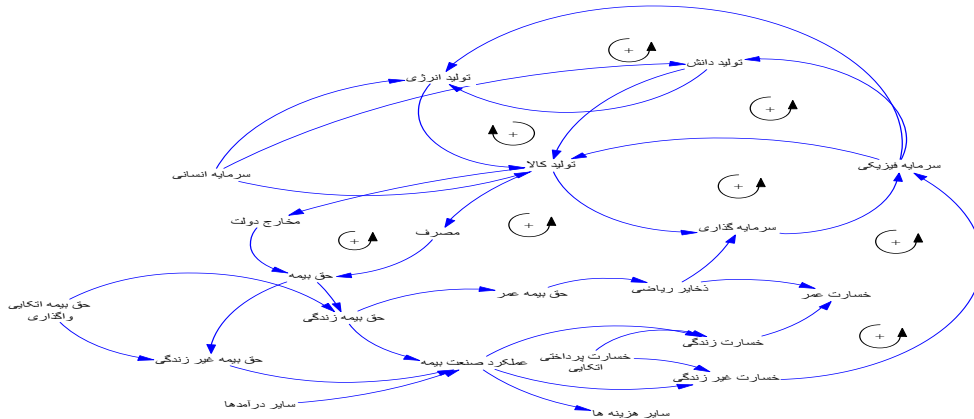 تولید دانش
تولید انرژی
تولید کالا
سرمایه فیزیکی
سرمایه انسانی
مخارج دولت
مصرف
سرمایه گذاری
حق بیمه
ذخایر ریاضی
حق بیمه عمر
خسارت عمر
حق بیمه اتکایی
واگذاری
حق بیمه زندگی
خسارت زندگی
حق بیمه غیر زندگی
عملکرد صنعت بیمه
خسارت پرداختی
اتکایی
خسارت غیر زندگی
سایر درآمدها
سایر هزینه ها